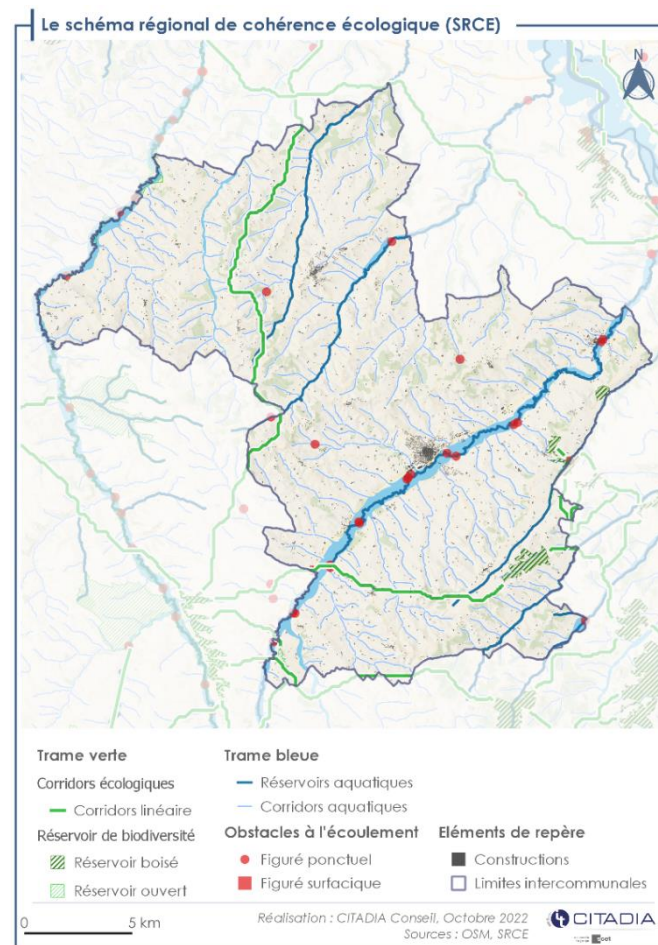 Le schéma régional de cohérence écologique (SRCE)
N
Trame verte
Corridors écologiques
Corridors linéaire
Réservoir de biodiversité
Réservoir boisé
Réservoir ouvert
Trame bleue
Réservoirs aquatiques
Corridors aquatiques
Obstacles à l'écoulement
Figuré ponctuel
Figuré surfacique
Eléments de repère
Constructions
Limites intercommunales
0 5 km
Réalisation : CITADIA Conseil, Octobre 2022
Sources : OSM, SRCE
CITADIA